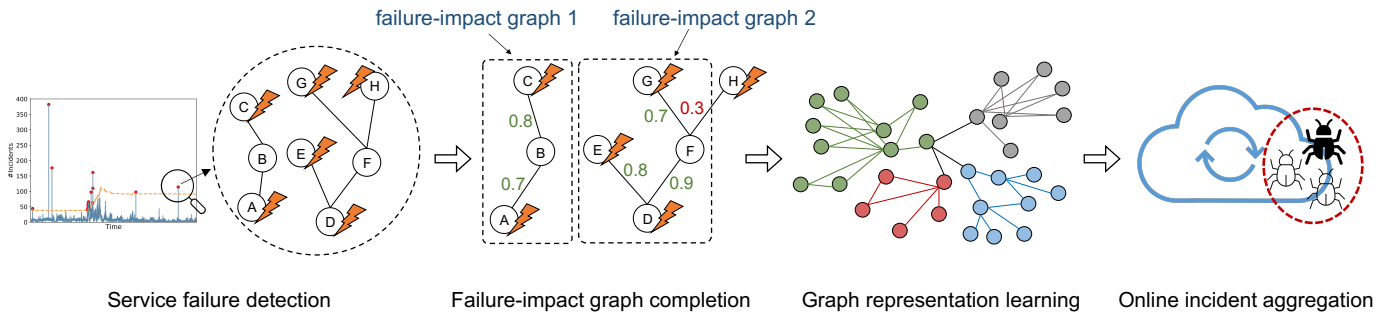 failure-impact graph 1
failure-impact graph 2
400
350
300
250
200
150
100
50
0
#Incidents
Time
C
B
A
G
H
E
F
D
C
0.8
B
0.7
A
G
H
0.7
0.3
E
F
0.8
0.9
D
Service failure detection
Failure-impact graph completion
Graph representation learning
Online incident aggregation